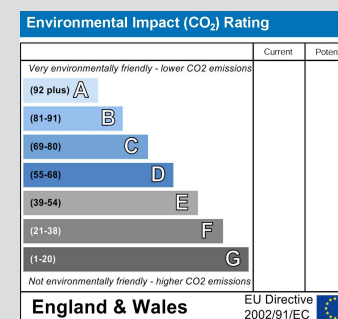 Environmental Impact (CO₂) Rating
Current Poten
Very environmentally friendly - lower CO2 emissions
(92 plus) A
(81-91) B
(69-80) C
(55-68) D
(39-54) E
(21-38) F
(1-20) G
Not environmentally friendly - higher CO2 emissions
England & Wales
EU Directive
2002/91/EC